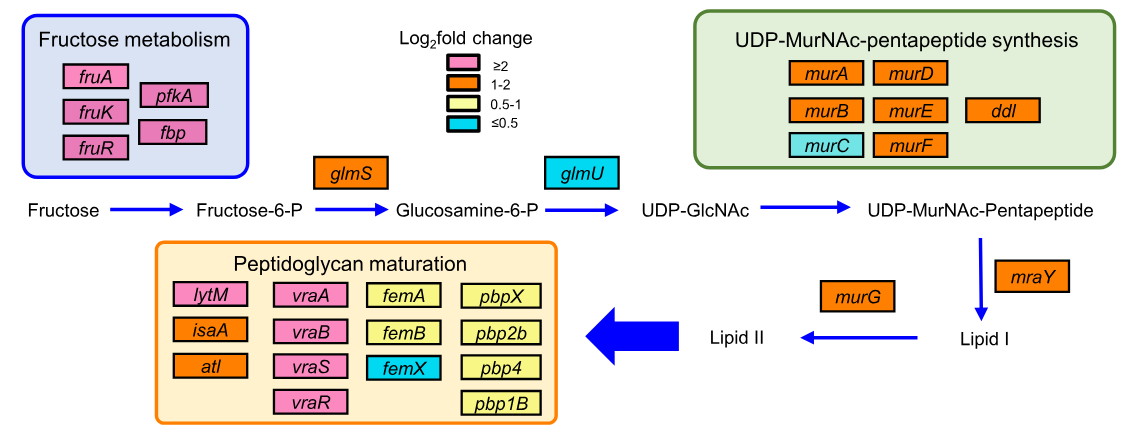 Fructose metabolism
fruA
pfkA
fruK
fbp
fruR
Log2fold change
≥2
1-2
0.5-1
≤0.5
UDP-MurNAc-pentapeptide synthesis
murA murD
murB murE ddl
murC murF
glmS
glmU
Fructose Fructose-6-P Glucosamine-6-P UDP-GlcNAc UDP-MurNAc-Pentapeptide
Peptidoglycan maturation
lytM vraA femA pbpX
isaA vraB femB pbp2b
atl vraS femX pbp4
vraR pbp1B
mraY
murG
Lipid II Lipid I